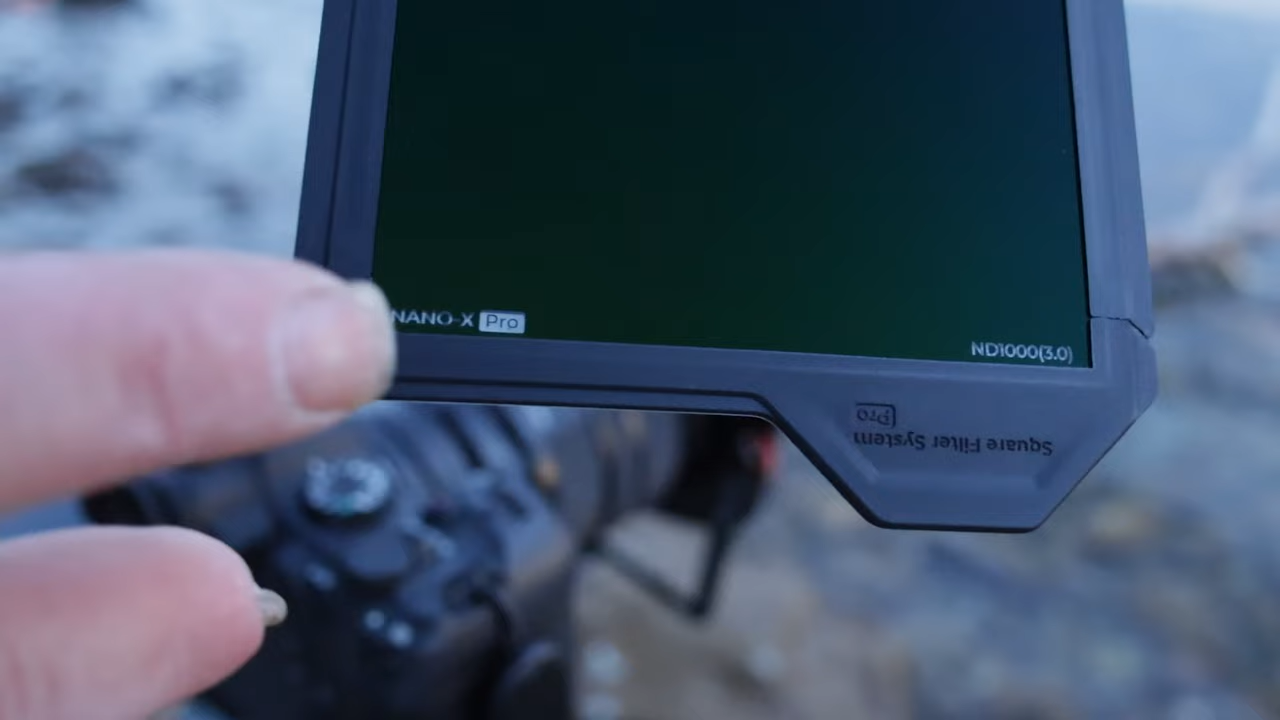 NANO-X Pro
ND1000(3.0)
Square Filter System
Pro